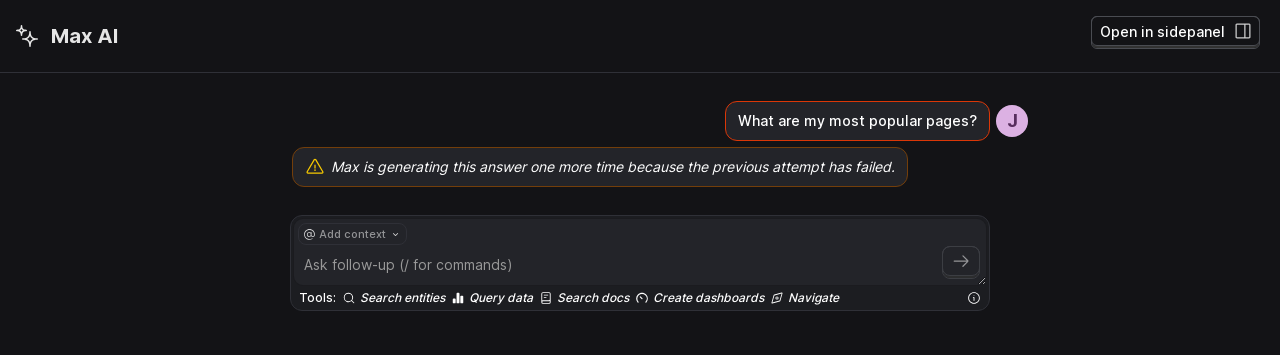 Max AI
Open in sidepanel
What are my most popular pages?
J
Max is generating this answer one more time because the previous attempt has failed.
@ Add context
Ask follow-up (/ for commands)
Tools: Search entities Query data Search docs Create dashboards Navigate